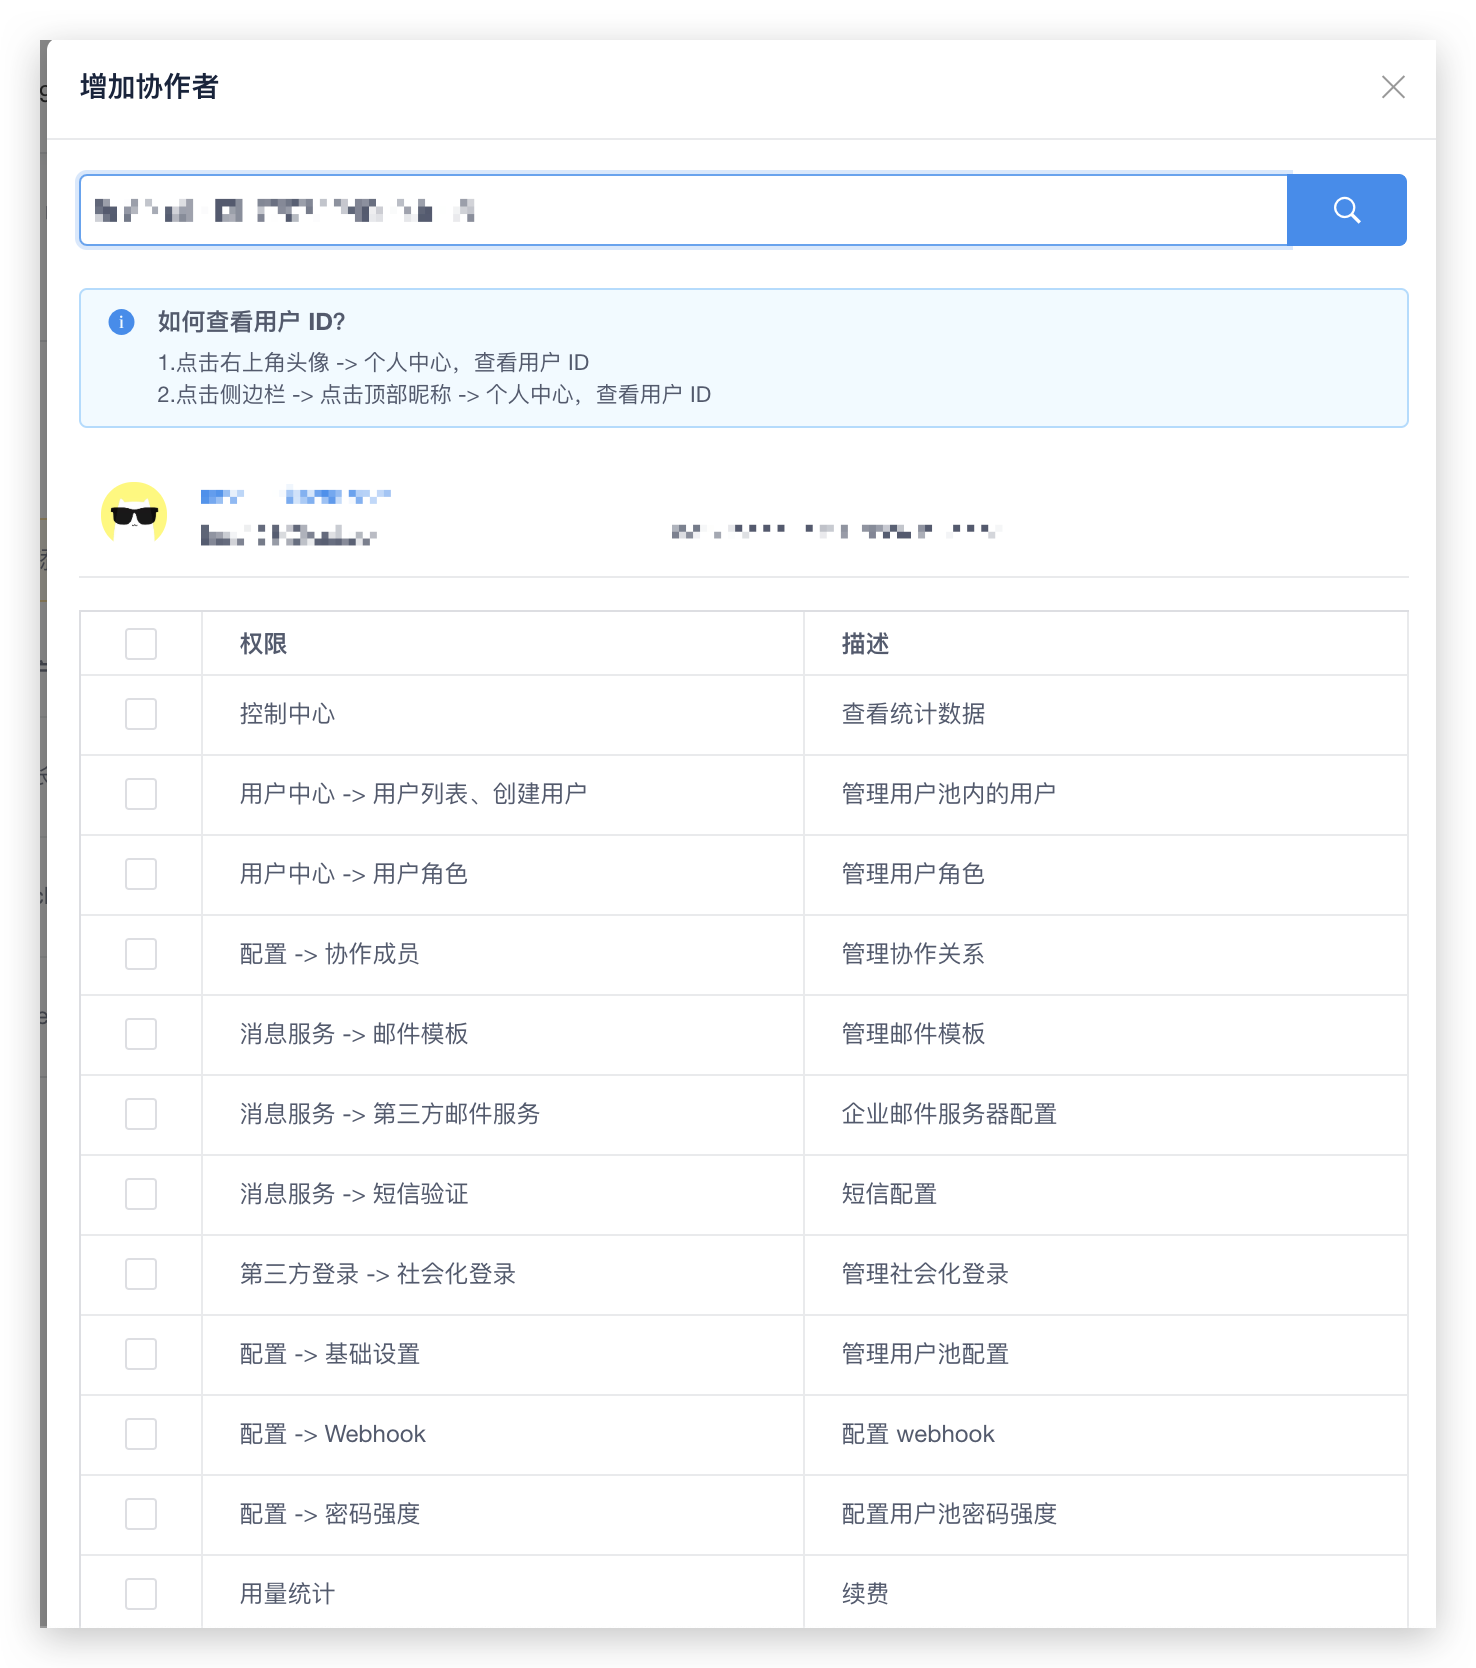 增加协作者
如何查看用户 ID?
1.点击右上角头像 -> 个人中心，查看用户 ID
2.点击侧边栏 -> 点击顶部昵称 -> 个人中心，查看用户 ID
权限 描述
控制中心 查看统计数据
用户中心 -> 用户列表、创建用户 管理用户池内的用户
用户中心 -> 用户角色 管理用户角色
配置 -> 协作成员 管理协作关系
消息服务 -> 邮件模板 管理邮件模板
消息服务 -> 第三方邮件服务 企业邮件服务器配置
消息服务 -> 短信验证 短信配置
第三方登录 -> 社会化登录 管理社会化登录
配置 -> 基础设置 管理用户池配置
配置 -> Webhook 配置 webhook
配置 -> 密码强度 配置用户池密码强度
用量统计 续费